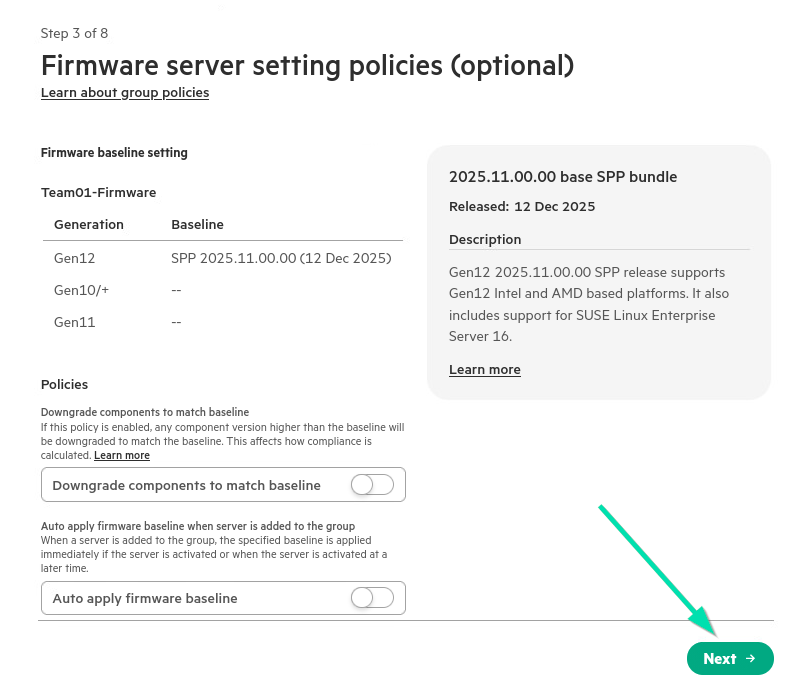 Step 3 of 8
Firmware server setting policies (optional)
Learn about group policies
Firmware baseline setting
Team01-Firmware
Generation Baseline
Gen12 SPP 2025.11.00.00 (12 Dec 2025)
Gen10/+ --
Gen11 --
Policies
Downgrade components to match baseline
If this policy is enabled, any component version higher than the baseline will
be downgraded to match the baseline. This affects how compliance is
calculated. Learn more
Downgrade components to match baseline
Auto apply firmware baseline when server is added to the group
When a server is added to the group, the specified baseline is applied
immediately if the server is activated or when the server is activated at a
later time.
Auto apply firmware baseline
2025.11.00.00 base SPP bundle
Released: 12 Dec 2025
Description
Gen12 2025.11.00.00 SPP release supports
Gen12 Intel and AMD based platforms. It also
includes support for SUSE Linux Enterprise
Server 16.
Learn more
Next →